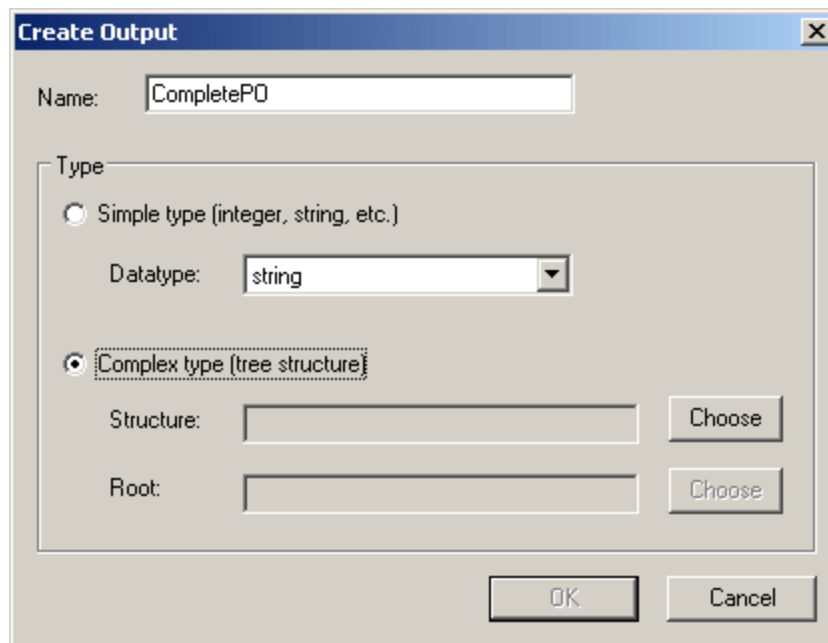 Create Output
Name: CompletePO
Type
Simple type (integer, string, etc.)
Datatype: string
Complex type (tree structure)
Structure: Choose
Root: Choose
OK Cancel